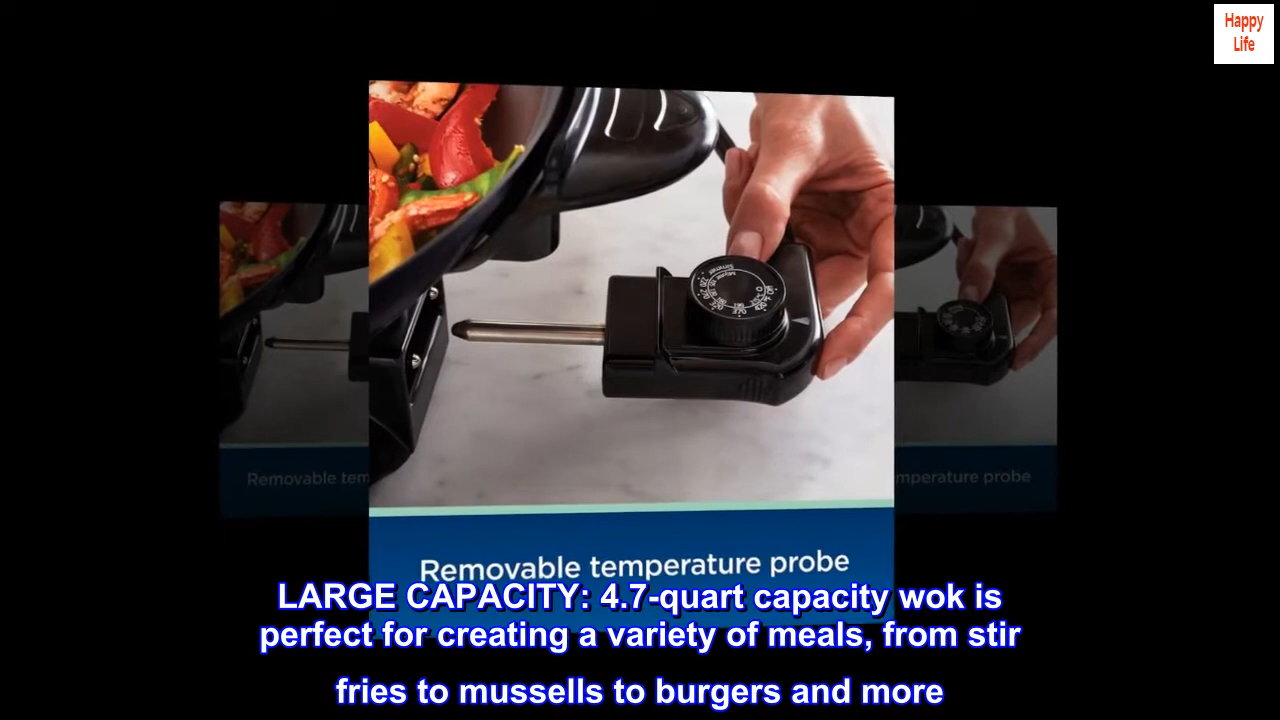 Happy
Life
Removable tem
Removable temperature probe
mperature probe
LARGE CAPACITY: 4.7-quart capacity wok is
perfect for creating a variety of meals, from stir
fries to mussells to burgers and more